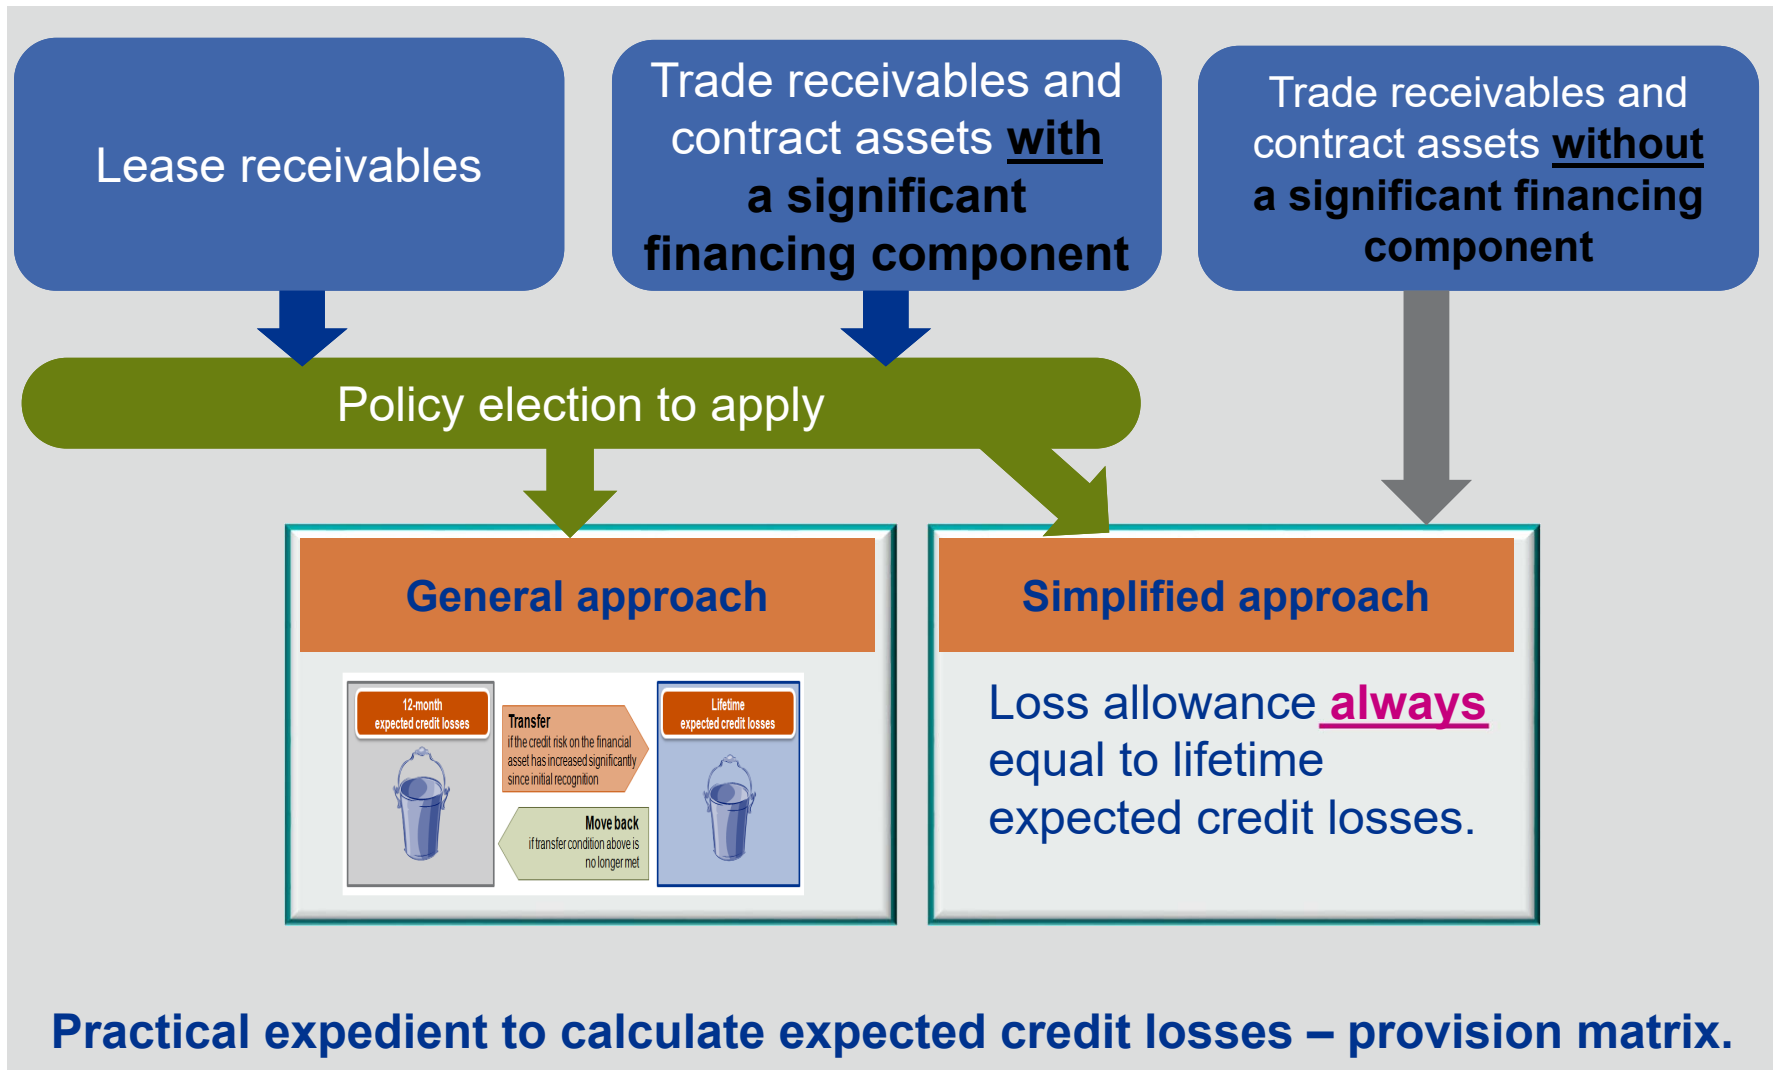 Lease receivables
Trade receivables and
contract assets with
a significant
financing component
Trade receivables and
contract assets without
a significant financing
component
Policy election to apply
General approach
12-month
expected credit losses
Transfer
if the credit risk on the financial
asset has increased significantly
since initial recognition
Move back
if transfer condition above is
no longer met
Lifetime
expected credit losses
Simplified approach
Loss allowance always
equal to lifetime
expected credit losses.
Practical expedient to calculate expected credit losses – provision matrix.